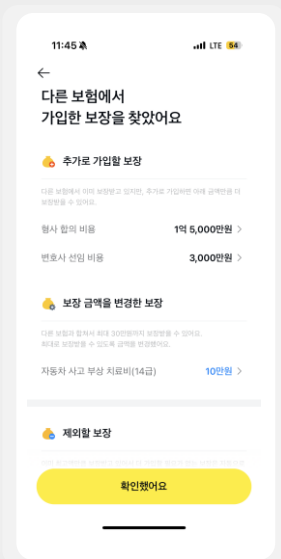 11:45
LTE 54
다른 보험에서
가입한 보장을 찾았어요
추가로 가입할 보장
다른 보험에서 이미 보장받고 있지만, 추가로 가입하면 아래 금액만큼 더
보장받을 수 있어요.
형사 합의 비용 1억 5,000만원
변호사 선임 비용 3,000만원
보장 금액을 변경한 보장
다른 보험과 합쳐서 최대 30만원까지 보장받을 수 있어요.
최대로 보장받을 수 있도록 금액을 변경했어요.
자동차 사고 부상 치료비(14급) 10만원
제외할 보장
확인했어요